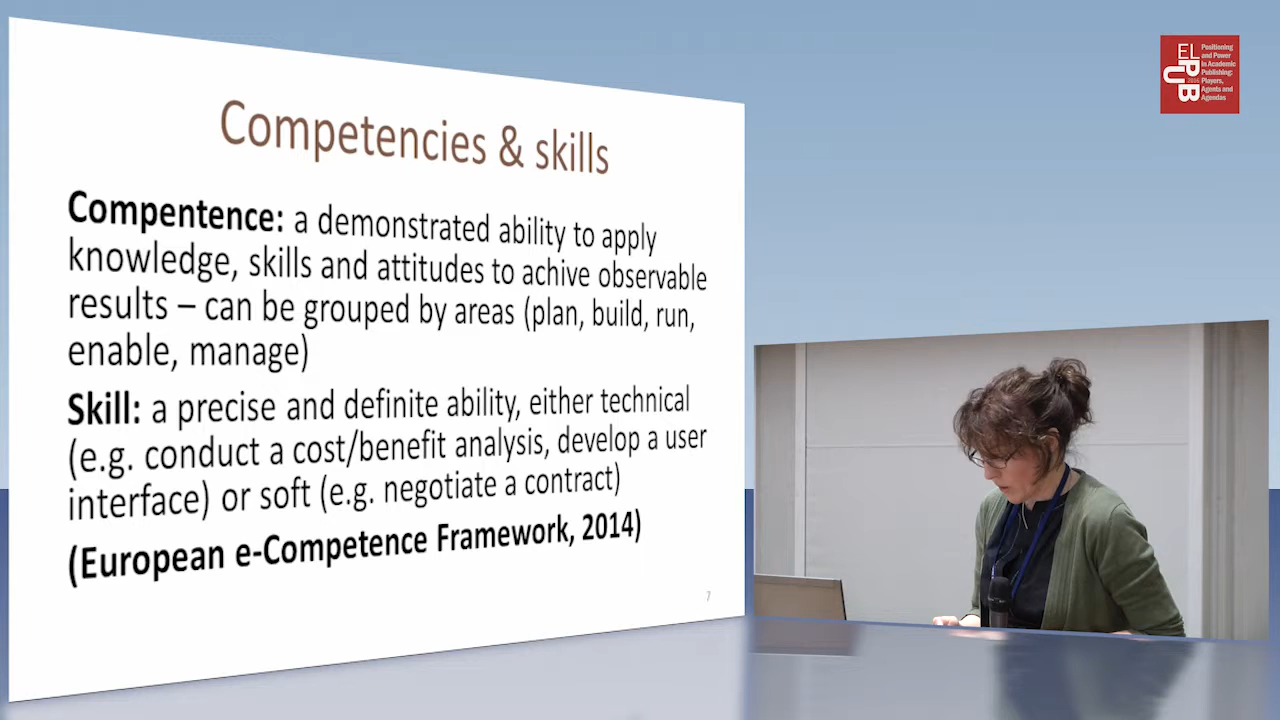 Competencies & skills
Compentence: a demonstrated ability to apply
knowledge, skills and attitudes to achive observable
results – can be grouped by areas (plan, build, run,
enable, manage)
Skill: a precise and definite ability, either technical
(e.g. conduct a cost/benefit analysis, develop a user
interface) or soft (e.g. negotiate a contract)
(European e-Competence Framework, 2014)
7
EL
PUB
2016
Positioning
and Power
in Academic
Publishing:
Players,
Agents and
Agendas